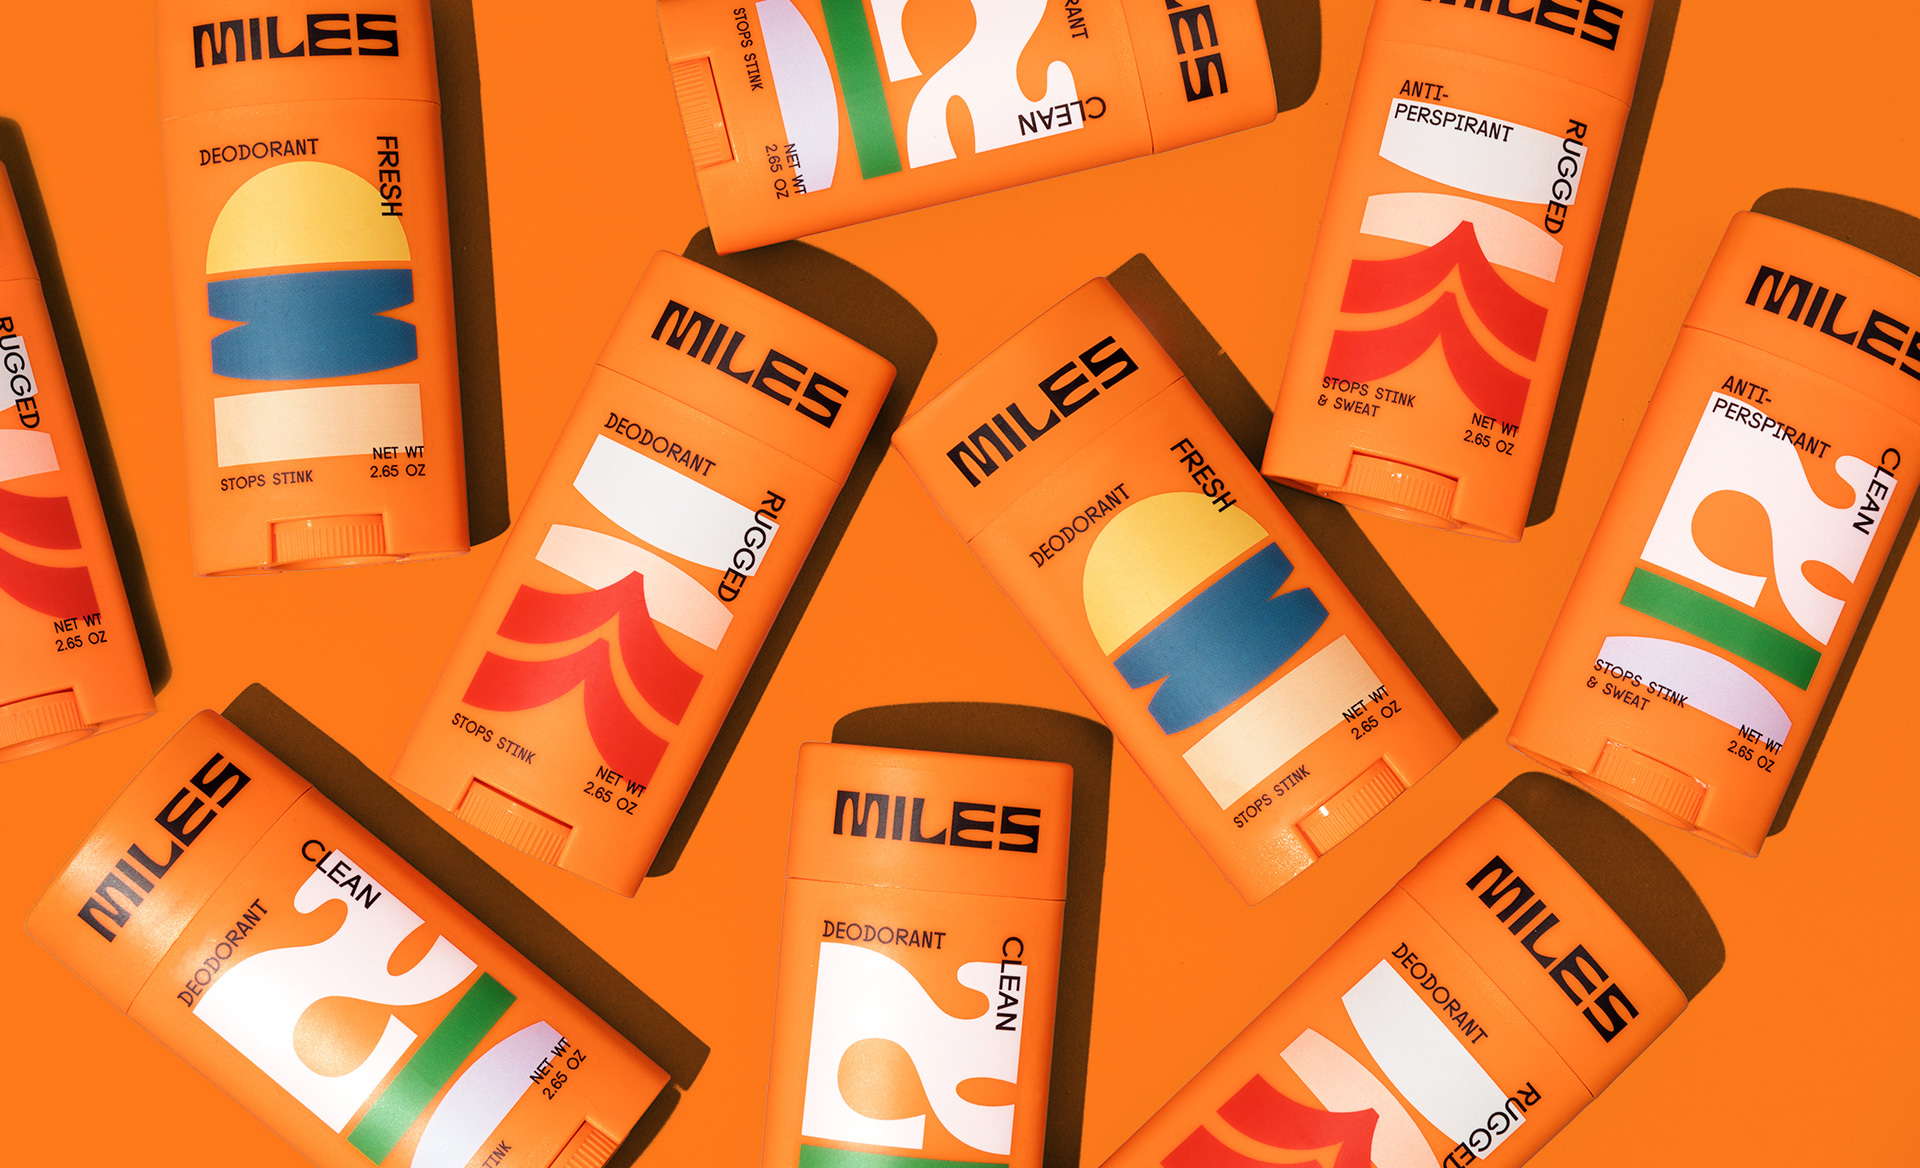 MILES
DEODORANT
FRESH
STOPS STINK
NET WT
2.65 OZ
STOPS STINK
CLEAN
NET WT
2.65 OZ
ANTI-
PERSPIRANT
RUGGED
STOPS STINK
& SWEAT
NET WT
2.65 OZ
RUGGED
NET WT
2.65 OZ
MILES
DEODORANT
RUGGED
STOPS STINK
NET WT
2.65 OZ
MILES
DEODORANT
FRESH
STOPS STINK
NET WT
2.65 OZ
MILES
ANTI-
PERSPIRANT
CLEAN
STOPS STINK
& SWEAT
NET WT
2.65 OZ
MILES
DEODORANT
CLEAN
NET WT
2.65 OZ
MILES
DEODORANT
CLEAN
MILES
DEODORANT
RUGGED